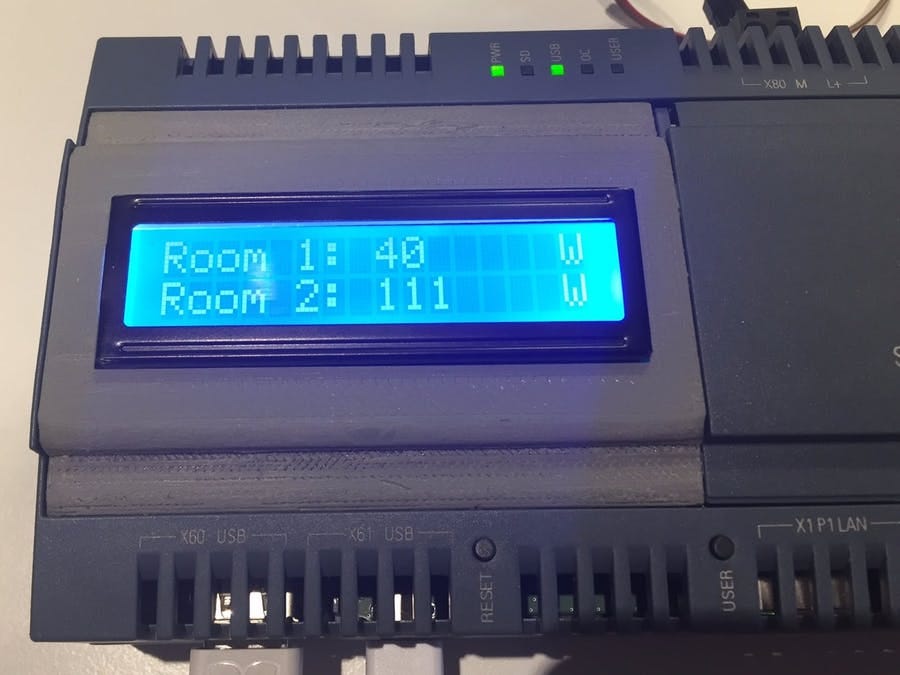 PWR SD USB OC USER
X80 M L+
Room 1: 40 W
Room 2: 111 W
X60 USB X61 USB
RESET
USER
X1 P1 LAN